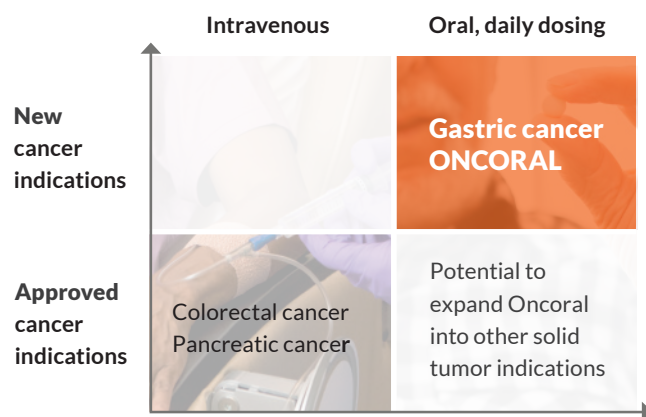 Intravenous
Oral, daily dosing
New
cancer
indications
Gastric cancer
ONCORAL
Approved
cancer
indications
Colorectal cancer
Pancreatic cancer
Potential to
expand Oncoral
into other solid
tumor indications